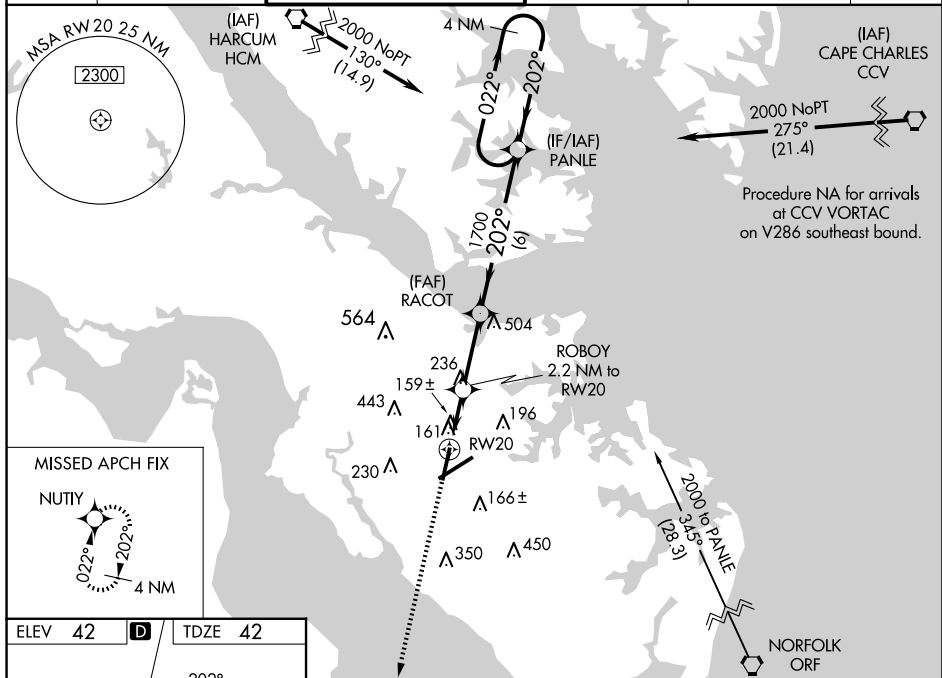 MSA RW 20 25 NM
2300
(IAF)
HARCUM
HCM
2000 NoPT
130°
(14.9)
4 NM
022°
202°
(IF/IAF)
PANLE
(IAF)
CAPE CHARLES
CCV
2000 NoPT
275°
(21.4)
Procedure NA for arrivals
at CCV VORTAC
on V286 southeast bound.
1700
202°
(6)
(FAF)
RACOT
564
504
236
ROBOY
2.2 NM to
RW20
159±
443
161
196
RW20
230
166±
350
450
2000 to PANLE
345°
(28.3)
NORFOLK
ORF
MISSED APCH FIX
NUTIY
022°
202°
4 NM
ELEV 42
D
TDZE 42
202°